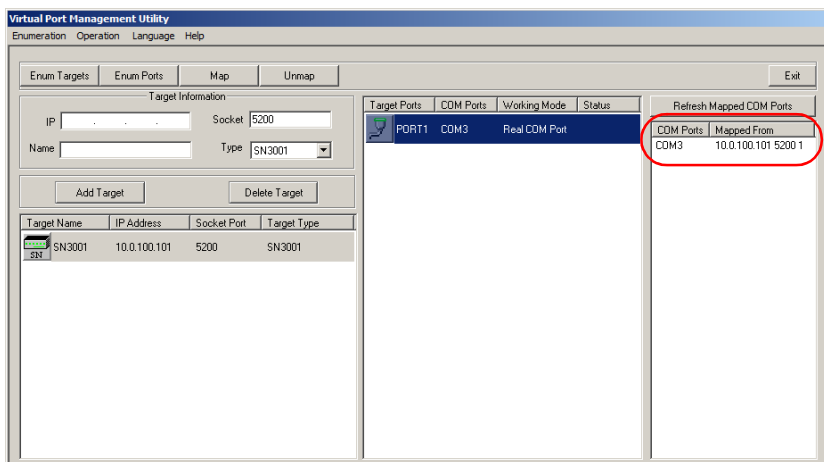 Virtual Port Management Utility
Enumeration Operation Language Help
Enum Targets Enum Ports Map Unmap Exit
Target Information
IP . . . Socket 5200
Name Type SN3001
Add Target Delete Target
Target Name IP Address Socket Port Target Type
SN SN3001 10.0.100.101 5200 SN3001
Target Ports COM Ports Working Mode Status
PORT1 COM3 Real COM Port
Refresh Mapped COM Ports
COM Ports Mapped From
COM3 10.0.100.101 5200 1